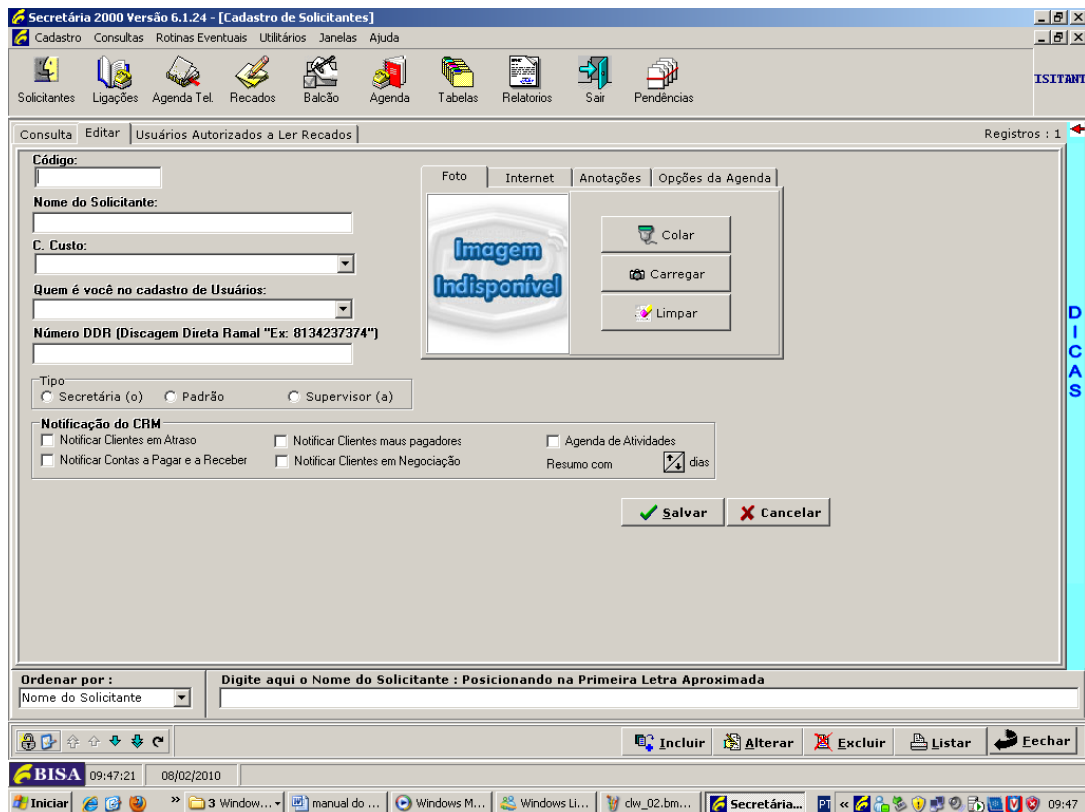 Secretária 2000 Versão 6.1.24 - [Cadastro de Solicitantes]
Cadastro Consultas Rotinas Eventuais Utilitários Janelas Ajuda
Solicitantes Ligações Agenda Tel. Recados Balcão Agenda Tabelas Relatorios Sair Pendências
ISITANT
Consulta Editar Usuários Autorizados a Ler Recados Registros : 1
Código:
Nome do Solicitante:
C. Custo:
Quem é você no cadastro de Usuários:
Número DDR (Discagem Direta Ramal "Ex: 8134237374")
Foto Internet Anotações Opções da Agenda
Imagem
Indisponível
Colar
Carregar
Limpar
Tipo
Secretária (o) Padrão Supervisor (a)
Notificação do CRM
Notificar Clientes em Atraso Notificar Clientes maus pagadores Agenda de Atividades
Notificar Contas a Pagar e a Receber Notificar Clientes em Negociação Resumo com dias
Salvar Cancelar
DICAS
Ordenar por : Digite aqui o Nome do Solicitante : Posicionando na Primeira Letra Aproximada
Nome do Solicitante
Incluir Alterar Excluir Listar Fechar
BISA 09:47:21 08/02/2010
Iniciar » 3 Window... manual do ... Windows M... Windows Li... clw_02.bm... Secretária... PT « 09:47